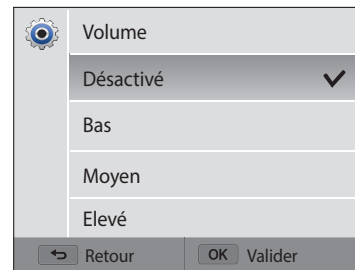 Volume
Désactivé
Bas
Moyen
Elevé
Retour OK Valider